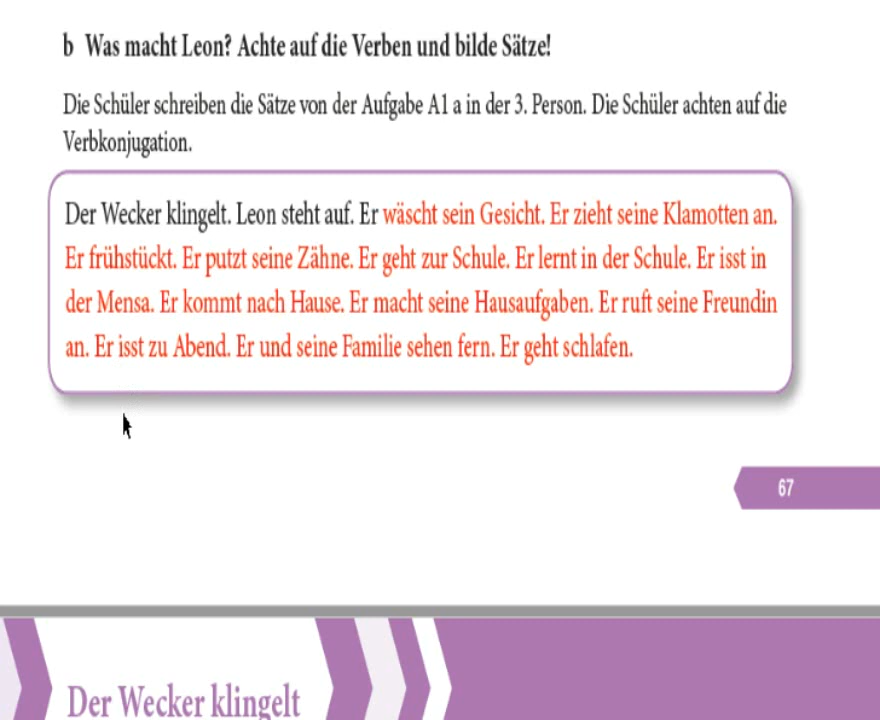 b Was macht Leon? Achte auf die Verben und bilde Sätze!
Die Schüler schreiben die Sätze von der Aufgabe A1 a in der 3. Person. Die Schüler achten auf die
Verbkonjugation.
Der Wecker klingelt. Leon steht auf. Er wäscht sein Gesicht. Er zieht seine Klamotten an.
Er frühstückt. Er putzt seine Zähne. Er geht zur Schule. Er lernt in der Schule. Er isst in
der Mensa. Er kommt nach Hause. Er macht seine Hausaufgaben. Er ruft seine Freundin
an. Er isst zu Abend. Er und seine Familie sehen fern. Er geht schlafen.
67
Der Wecker klingelt